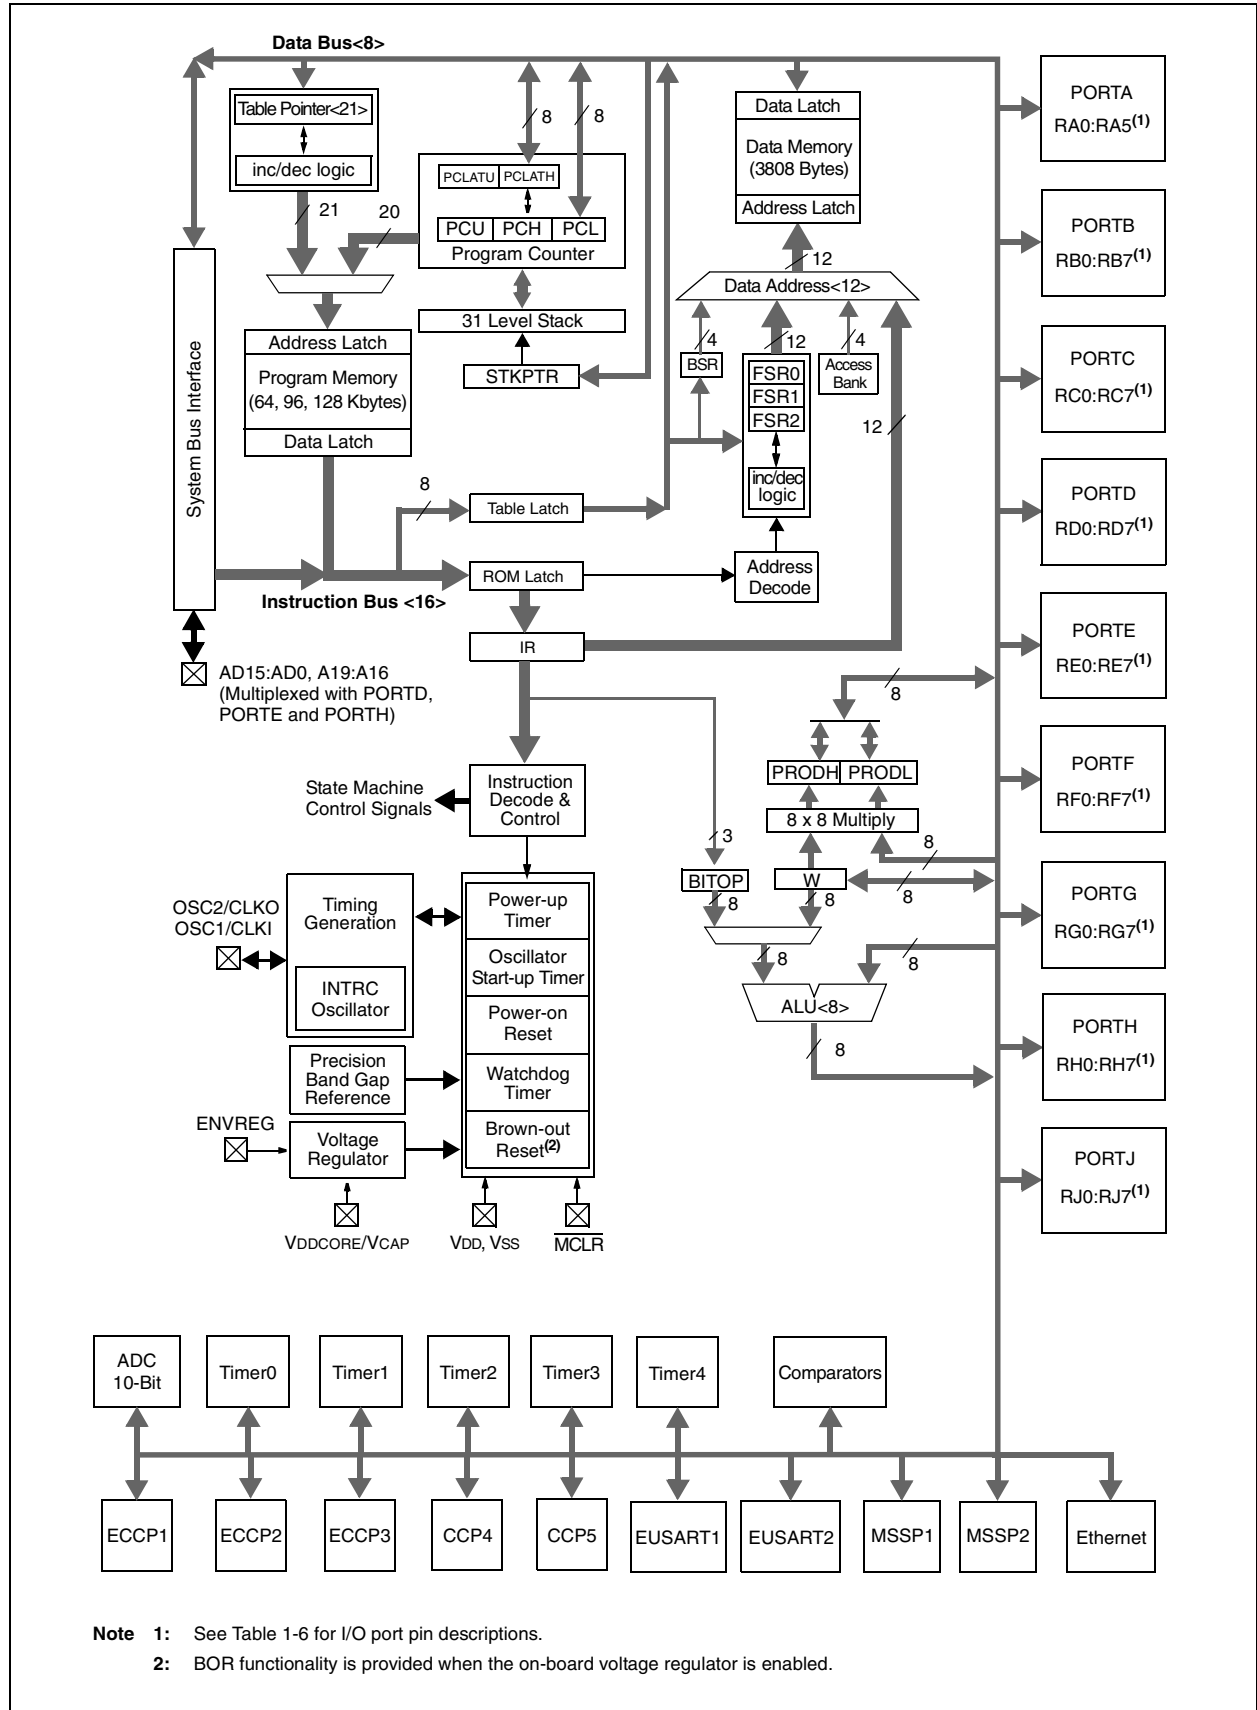 Data Bus<8>
Table Pointer<21>
inc/dec logic
21
20
8
8
PCLATU PCLATH
PCU PCH PCL
Program Counter
31 Level Stack
STKPTR
Data Latch
Data Memory
(3808 Bytes)
Address Latch
12
Data Address<12>
4
12
4
BSR
FSR0
FSR1
FSR2
inc/dec
logic
Access
Bank
12
Address
Decode
System Bus Interface
Address Latch
Program Memory
(64, 96, 128 Kbytes)
Data Latch
8
Table Latch
ROM Latch
Instruction Bus <16>
IR
AD15:AD0, A19:A16
(Multiplexed with PORTD,
PORTE and PORTH)
State Machine
Control Signals
Instruction
Decode &
Control
8
PRODH PRODL
8 x 8 Multiply
8
3
BITOP
W
8
8
8
8
8
ALU<8>
8
OSC2/CLKO
OSC1/CLKI
Timing
Generation
INTRC
Oscillator
Power-up
Timer
Oscillator
Start-up Timer
Power-on
Reset
Watchdog
Timer
Brown-out
Reset(2)
Precision
Band Gap
Reference
ENVREG
Voltage
Regulator
VDDCORE/VCAP
VDD, VSS
MCLR
PORTA
RA0:RA5(1)
PORTB
RB0:RB7(1)
PORTC
RC0:RC7(1)
PORTD
RD0:RD7(1)
PORTE
RE0:RE7(1)
PORTF
RF0:RF7(1)
PORTG
RG0:RG7(1)
PORTH
RH0:RH7(1)
PORTJ
RJ0:RJ7(1)
ADC
10-Bit
Timer0
Timer1
Timer2
Timer3
Timer4
Comparators
ECCP1
ECCP2
ECCP3
CCP4
CCP5
EUSART1
EUSART2
MSSP1
MSSP2
Ethernet
Note 1: See Table 1-6 for I/O port pin descriptions.
2: BOR functionality is provided when the on-board voltage regulator is enabled.